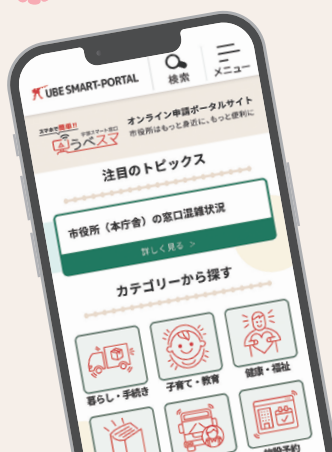 UBE SMART-PORTAL
検索
メニュー
スマホで簡単!!
宇部スマート窓口
うべスマ
オンライン申請ポータルサイト
市役所はもっと身近に、もっと便利に
注目のトピックス
市役所（本庁舎）の窓口混雑状況
詳しく見る >
カテゴリーから探す
暮らし・手続き
子育て・教育
健康・福祉
施設予約